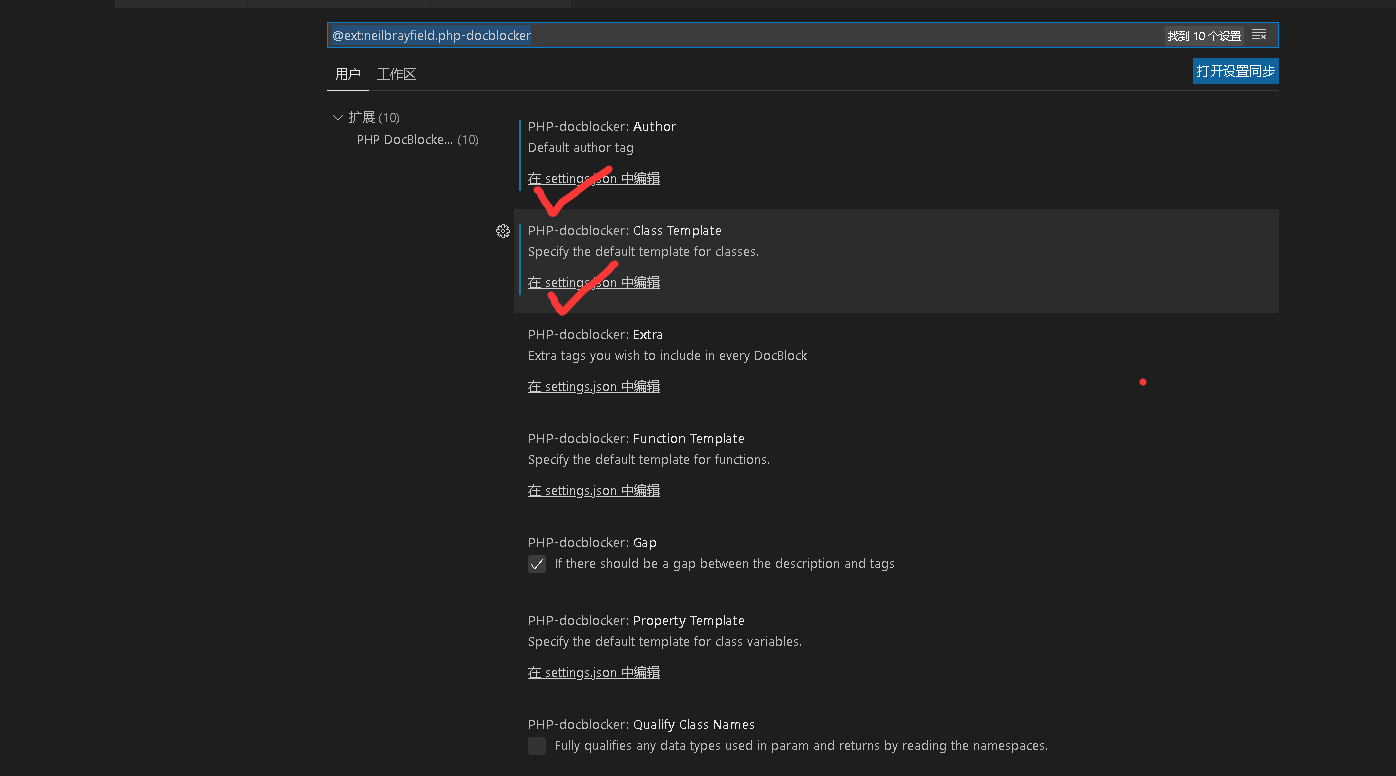 @ext:neilbrayfield.php-docblocker
找到 10 个设置
用户 工作区
打开设置同步
扩展 (10)
PHP DocBlocke... (10)
PHP-docblocker: Author
Default author tag
在 settings.json 中编辑
PHP-docblocker: Class Template
Specify the default template for classes.
在 settings.json 中编辑
PHP-docblocker: Extra
Extra tags you wish to include in every DocBlock
在 settings.json 中编辑
PHP-docblocker: Function Template
Specify the default template for functions.
在 settings.json 中编辑
PHP-docblocker: Gap
If there should be a gap between the description and tags
PHP-docblocker: Property Template
Specify the default template for class variables.
在 settings.json 中编辑
PHP-docblocker: Qualify Class Names
Fully qualifies any data types used in param and returns by reading the namespaces.